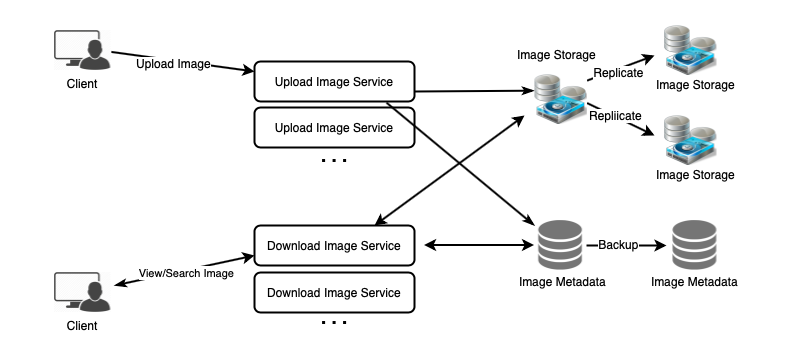 Image Storage
Replicate
Image Storage
Upload Image
Client
Upload Image Service
Upload Image Service
Repliicate
. . .
Image Storage
Download Image Service
Backup
View/Search Image
Image Metadata
Image Metadata
Download Image Service
Client
. . .